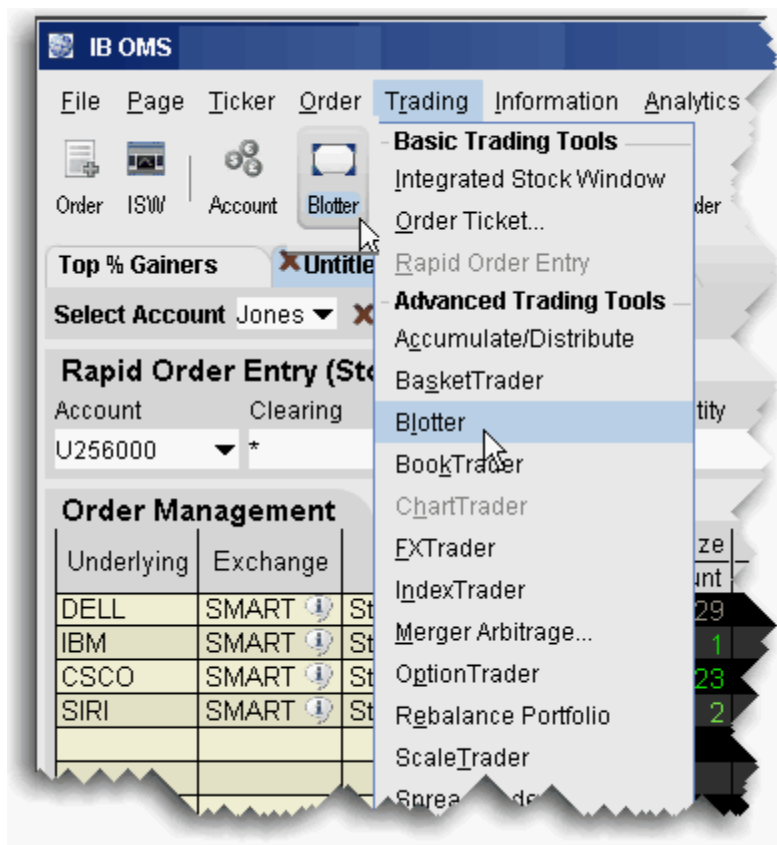 IB OMS
File Page Ticker Order Trading Information Analytics
Order ISW Account Blotter
Basic Trading Tools
Integrated Stock Window
Order Ticket...
Rapid Order Entry
Advanced Trading Tools
Accumulate/Distribute
BasketTrader
Blotter
BookTrader
ChartTrader
FXTrader
IndexTrader
Merger Arbitrage...
OptionTrader
Rebalance Portfolio
ScaleTrader
der
Top % Gainers Untitle
Select Account Jones
Rapid Order Entry (Sto
Account Clearing tity
U256000 *
Order Management
Underlying Exchange ze
unt
DELL SMART St 29
IBM SMART St 1
CSCO SMART St 23
SIRI SMART St 2